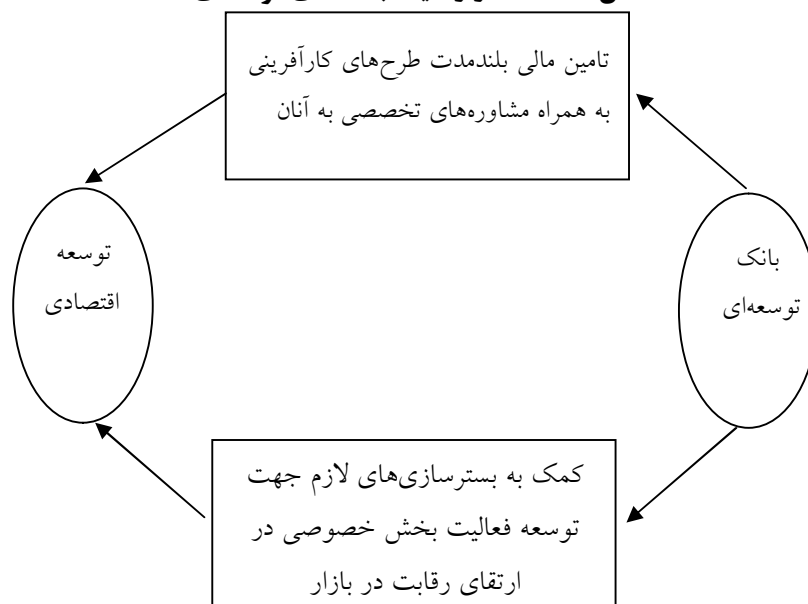 تامین مالی بلندمدت طرح‌های کارآفرینی
به همراه مشاوره‌های تخصصی به آنان
بانک
توسعه‌ای
توسعه
اقتصادی
کمک به بسترسازی‌های لازم جهت
توسعه فعالیت بخش خصوصی در
ارتقای رقابت در بازار